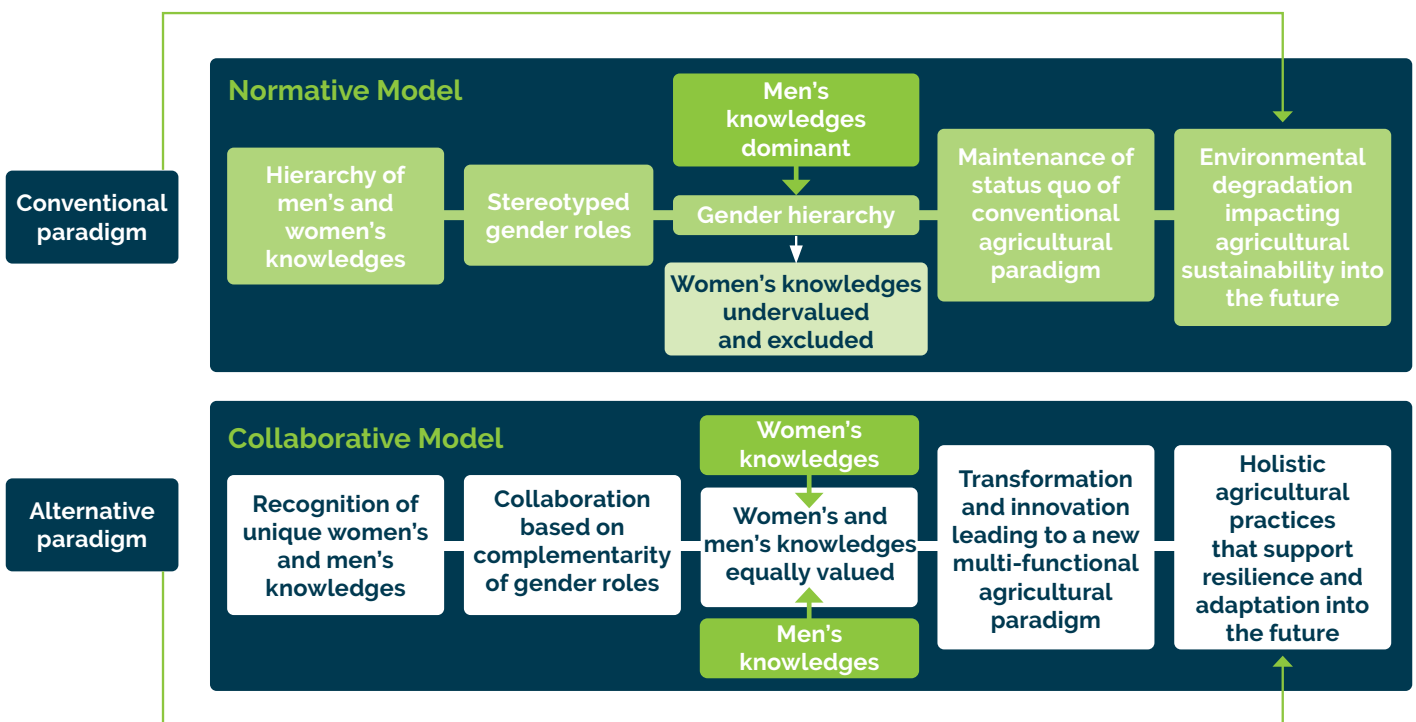 Conventional
paradigm
Normative Model
Hierarchy of
men's and
women's
knowledges
Stereotyped
gender roles
Men's
knowledges
dominant
Gender hierarchy
Women's knowledges
undervalued
and excluded
Maintenance of
status quo of
conventional
agricultural
paradigm
Environmental
degradation
impacting
agricultural
sustainability into
the future
Alternative
paradigm
Collaborative Model
Recognition of
unique women's
and men's
knowledges
Collaboration
based on
complementarity
of gender roles
Women's
knowledges
Women's and
men's knowledges
equally valued
Men's
knowledges
Transformation
and innovation
leading to a new
multi-functional
agricultural
paradigm
Holistic
agricultural
practices
that support
resilience and
adaptation into
the future